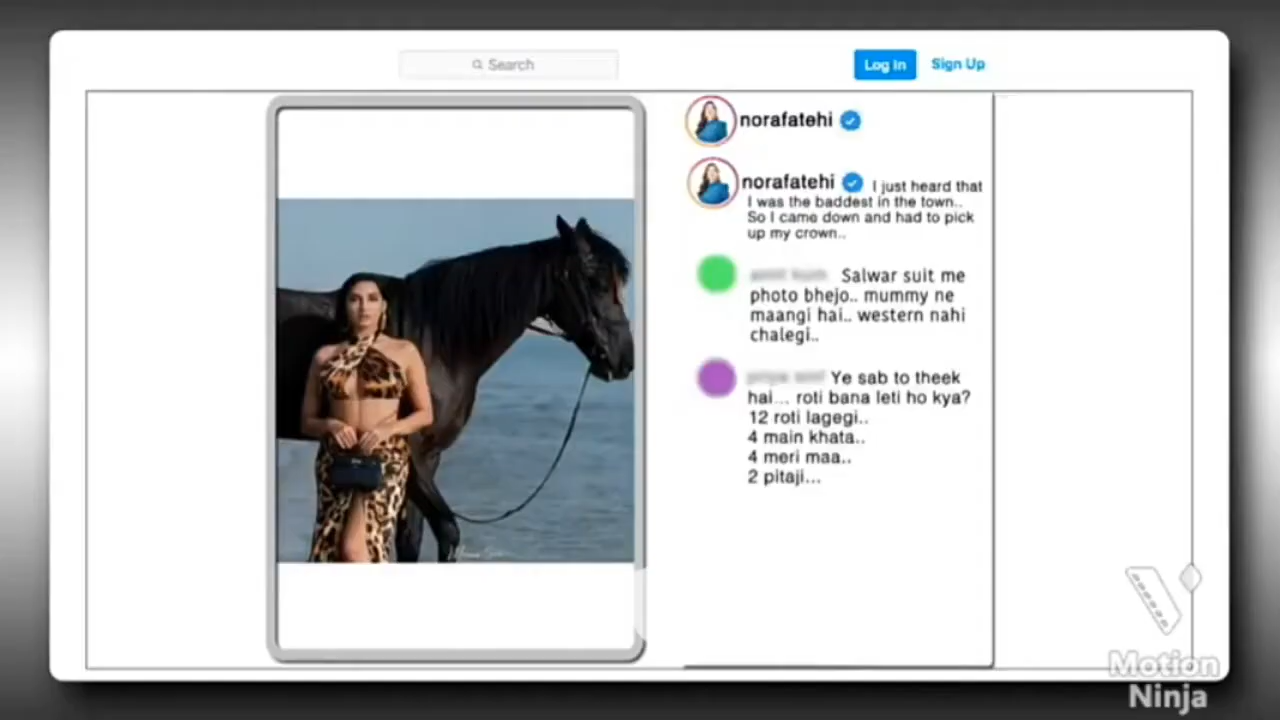 Search
Log In
Sign Up
norafatehi
norafatehi I just heard that
I was the baddest in the town..
So I came down and had to pick
up my crown..
Salwar suit me
photo bhejo.. mummy ne
maangi hai.. western nahi
chalegi..
Ye sab to theek
hai... roti bana leti ho kya?
12 roti lagegi..
4 main khata..
4 meri maa..
2 pitaji...
Motion
Ninja